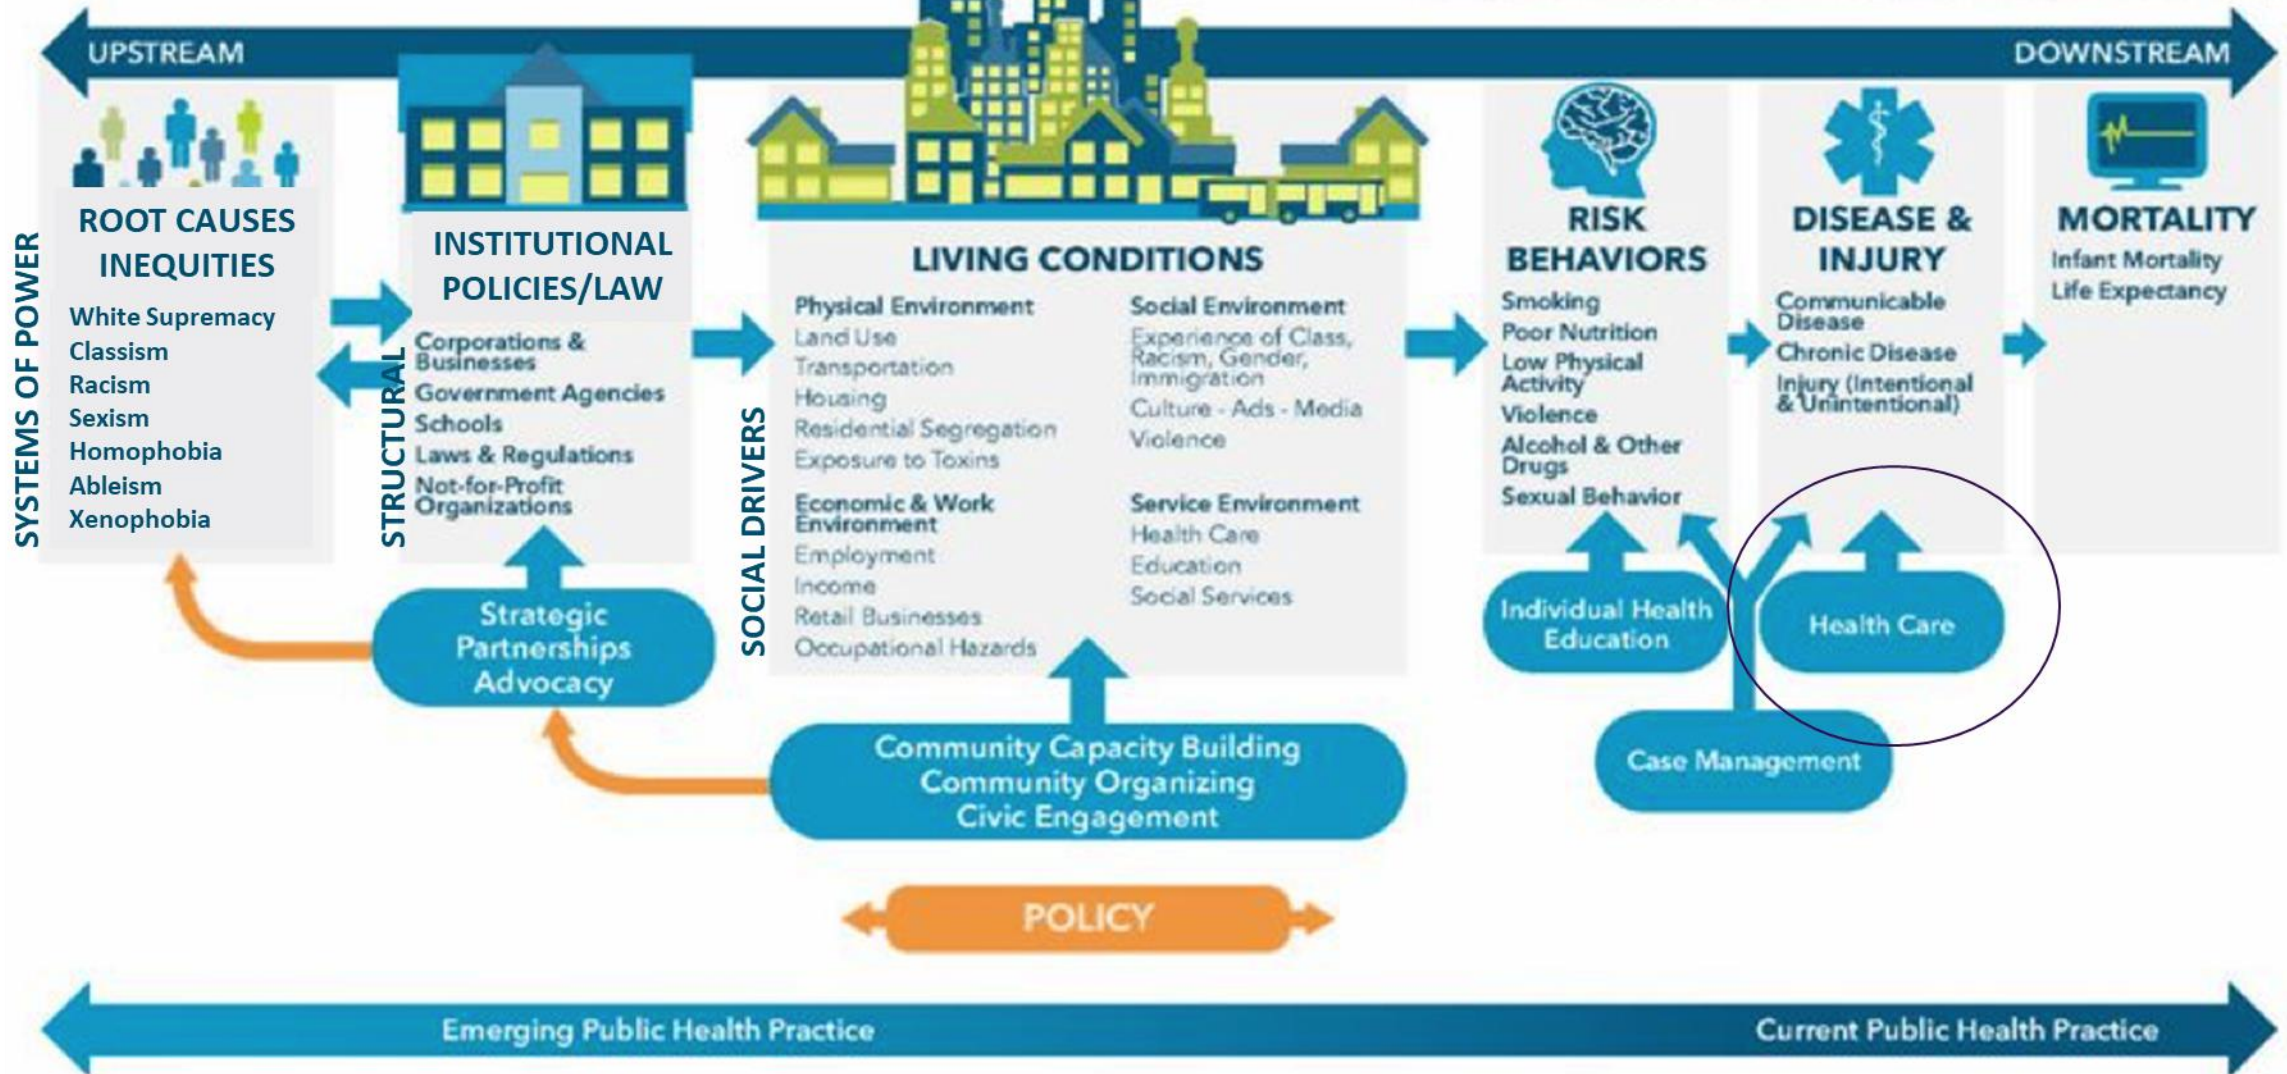 UPSTREAM
DOWNSTREAM
SYSTEMS OF POWER
ROOT CAUSES
INEQUITIES
White Supremacy
Classism
Racism
Sexism
Homophobia
Ableism
Xenophobia
STRUCTURAL
INSTITUTIONAL
POLICIES/LAW
Corporations &
Businesses
Government Agencies
Schools
Laws & Regulations
Not-for-Profit
Organizations
SOCIAL DRIVERS
LIVING CONDITIONS
Physical Environment
Land Use
Transportation
Housing
Residential Segregation
Exposure to Toxins
Economic & Work
Environment
Employment
Income
Retail Businesses
Occupational Hazards
Social Environment
Experience of Class,
Racism, Gender,
Immigration
Culture - Ads - Media
Violence
Service Environment
Health Care
Education
Social Services
RISK
BEHAVIORS
Smoking
Poor Nutrition
Low Physical
Activity
Violence
Alcohol & Other
Drugs
Sexual Behavior
DISEASE &
INJURY
Communicable
Disease
Chronic Disease
Injury (Intentional
& Unintentional)
MORTALITY
Infant Mortality
Life Expectancy
Strategic
Partnerships
Advocacy
Community Capacity Building
Community Organizing
Civic Engagement
Individual Health
Education
Health Care
Case Management
POLICY
Emerging Public Health Practice
Current Public Health Practice